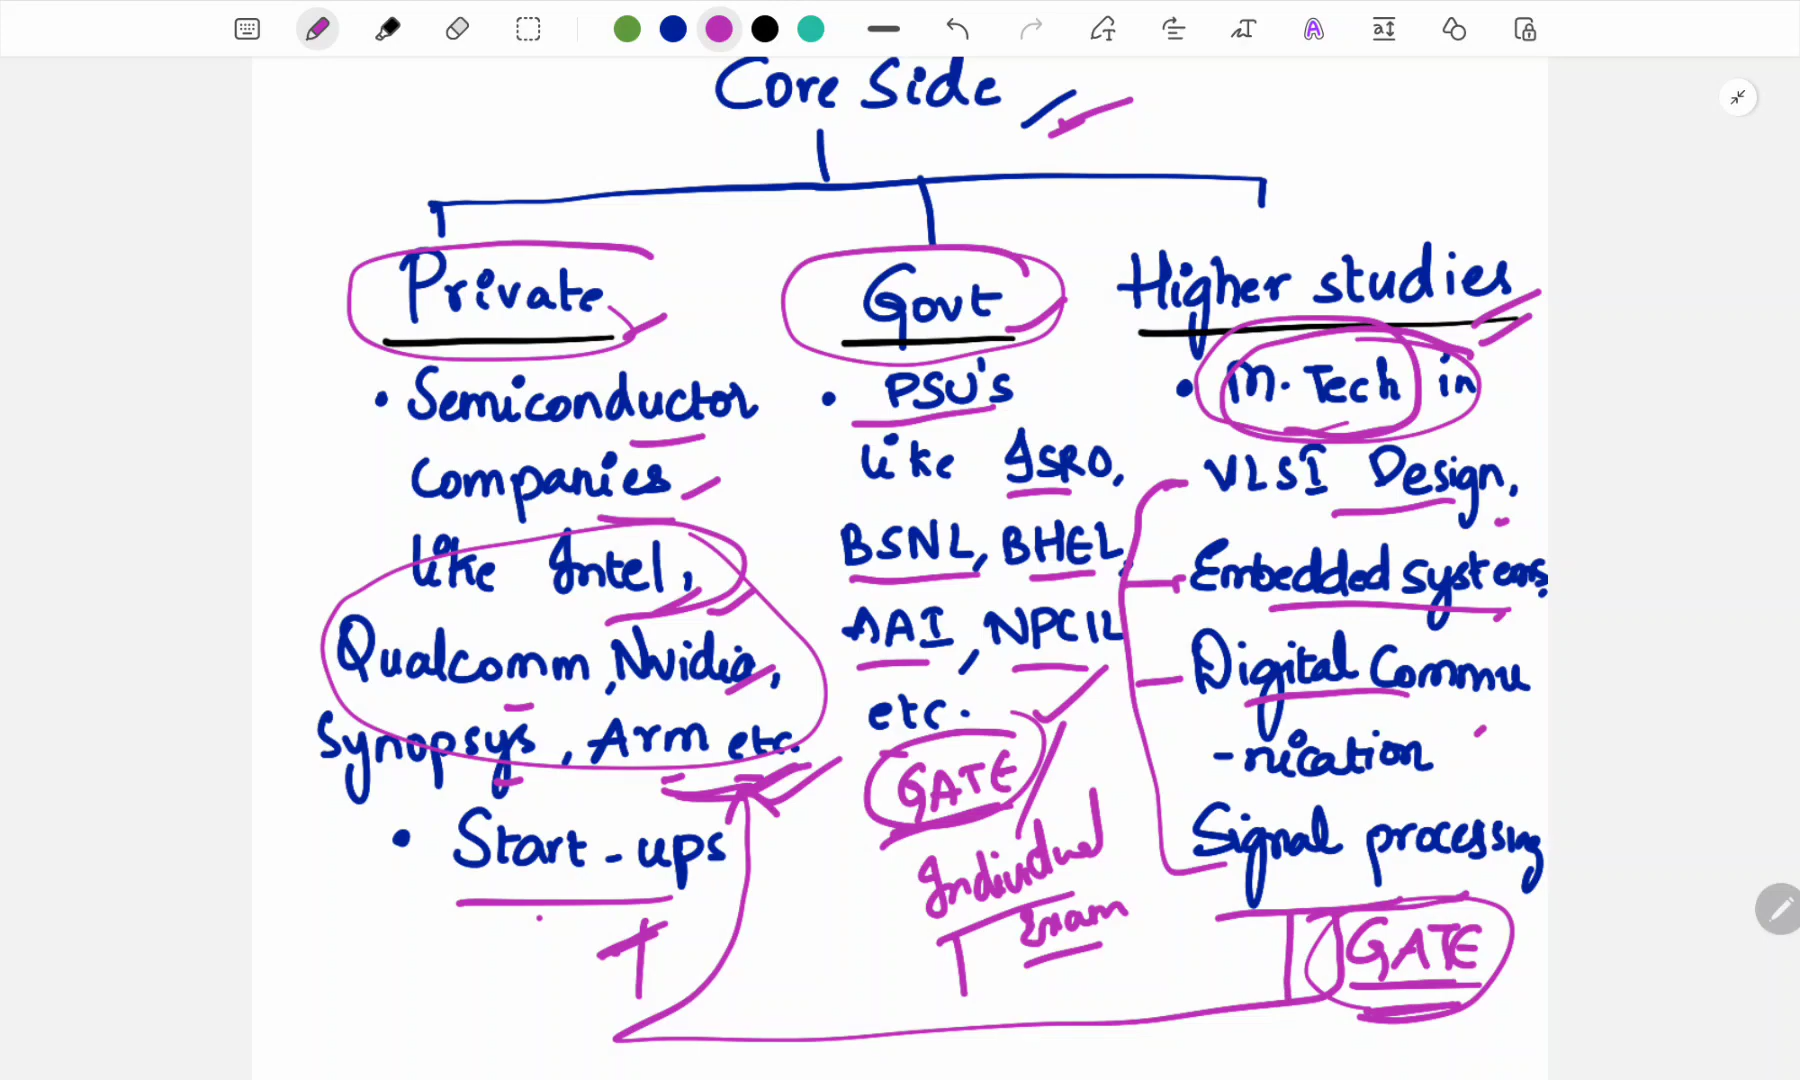 Core Side
Private
• Semiconductor
Companies
like Intel,
Qualcomm, Nvidia,
Synopsys, Arm etc.
• Start-ups
Govt
• PSU's
like ISRO,
BSNL, BHEL,
AAI, NPCIL
etc.
GATE
Individual
Exam
Higher studies
• M.Tech in
VLSI Design,
Embedded systems,
Digital Commu
-nication
Signal processing
GATE